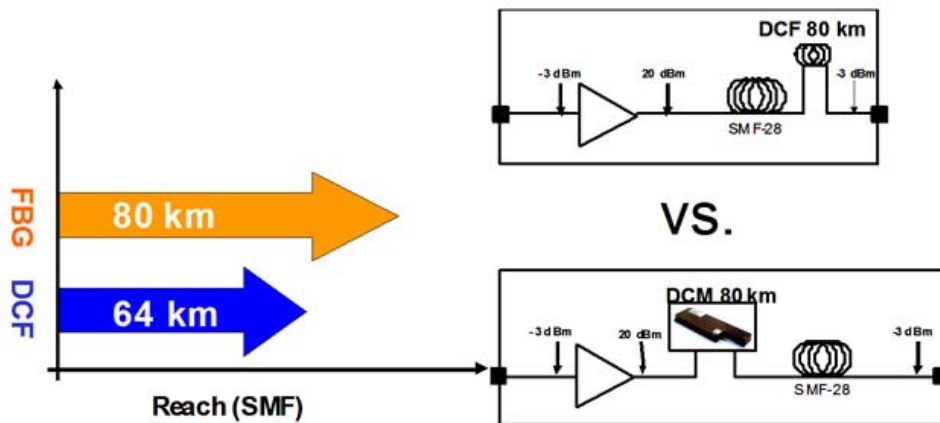 FBG
DCF
80 km
64 km
Reach (SMF)
DCF 80 km
-3 dBm
20 dBm
-3 dBm
SMF-28
VS.
DCM 80 km
-3 dBm
20 dBm
-3 dBm
SMF-28